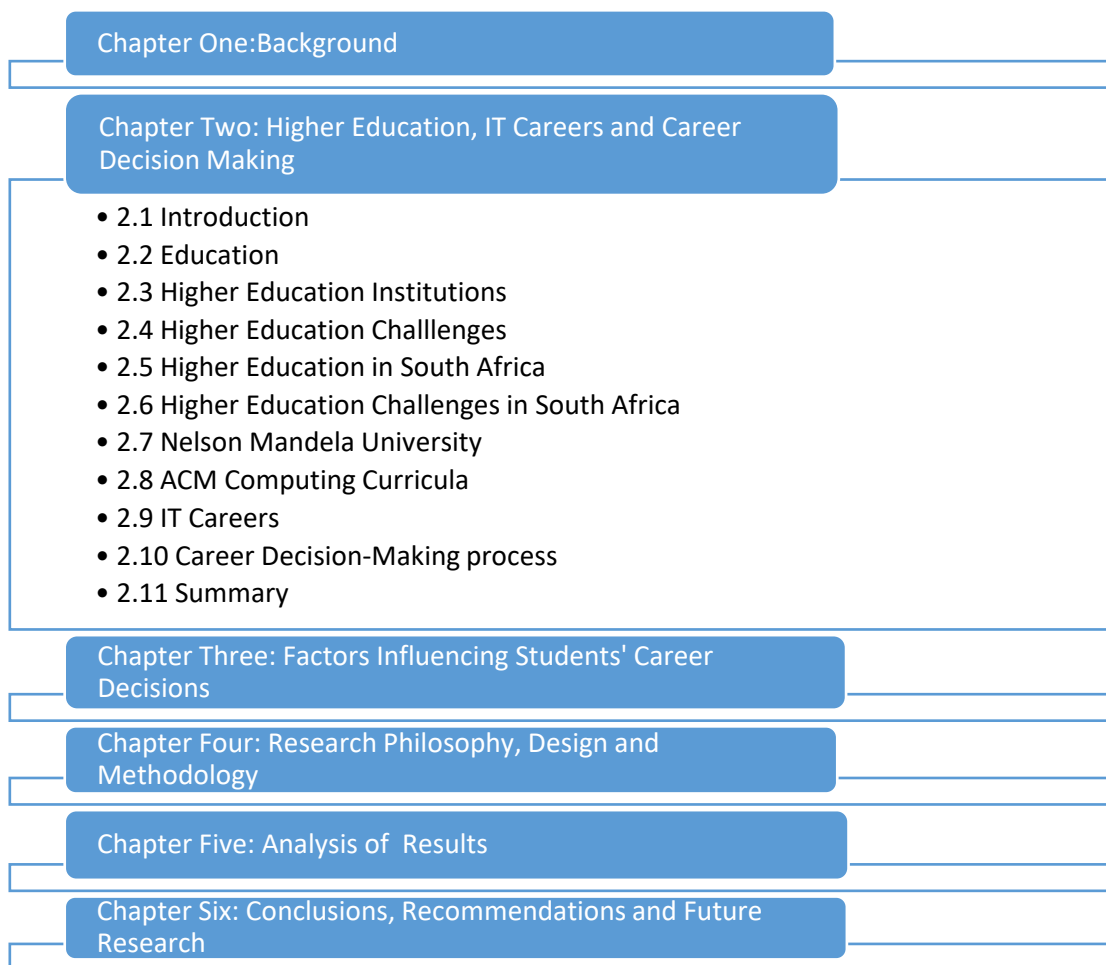 Chapter One:Background
Chapter Two: Higher Education, IT Careers and Career
Decision Making
• 2.1 Introduction
• 2.2 Education
• 2.3 Higher Education Institutions
• 2.4 Higher Education Challlenges
• 2.5 Higher Education in South Africa
• 2.6 Higher Education Challenges in South Africa
• 2.7 Nelson Mandela University
• 2.8 ACM Computing Curricula
• 2.9 IT Careers
• 2.10 Career Decision-Making process
• 2.11 Summary
Chapter Three: Factors Influencing Students' Career
Decisions
Chapter Four: Research Philosophy, Design and
Methodology
Chapter Five: Analysis of  Results
Chapter Six: Conclusions, Recommendations and Future
Research